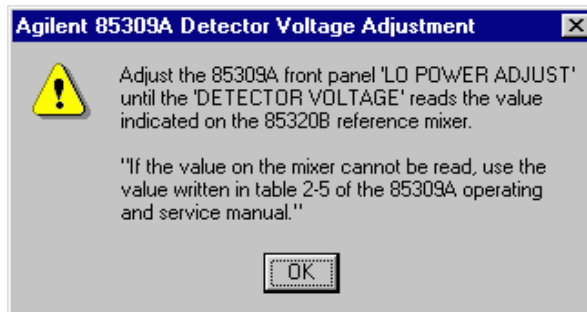 Agilent 85309A Detector Voltage Adjustment
Adjust the 85309A front panel 'LO POWER ADJUST'
until the 'DETECTOR VOLTAGE' reads the value
indicated on the 85320B reference mixer.
"If the value on the mixer cannot be read, use the
value written in table 2-5 of the 85309A operating
and service manual."
OK